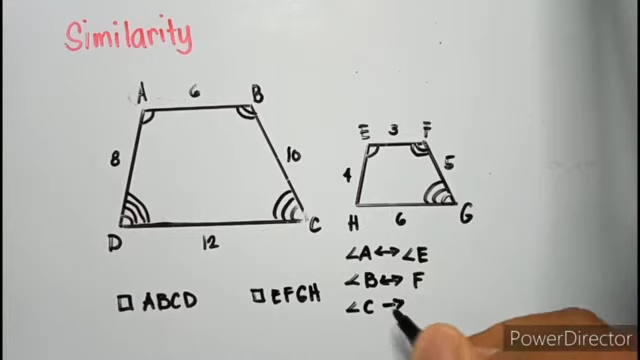 Similarity
A 6 B
E 3 F
8 10
4 5
D 12 C
H 6 G
∠A ↔ ∠E
∠B ↔ F
□ ABCD □ EFGH
∠C →
PowerDirector